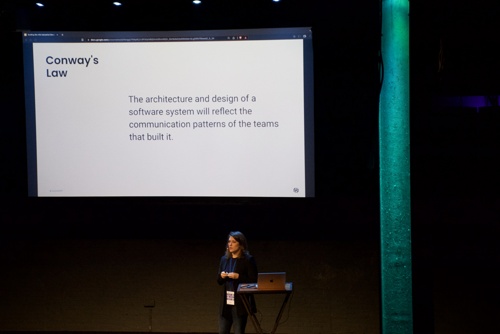 Conway's
Law
The architecture and design of a
software system will reflect the
communication patterns of the teams
that built it.